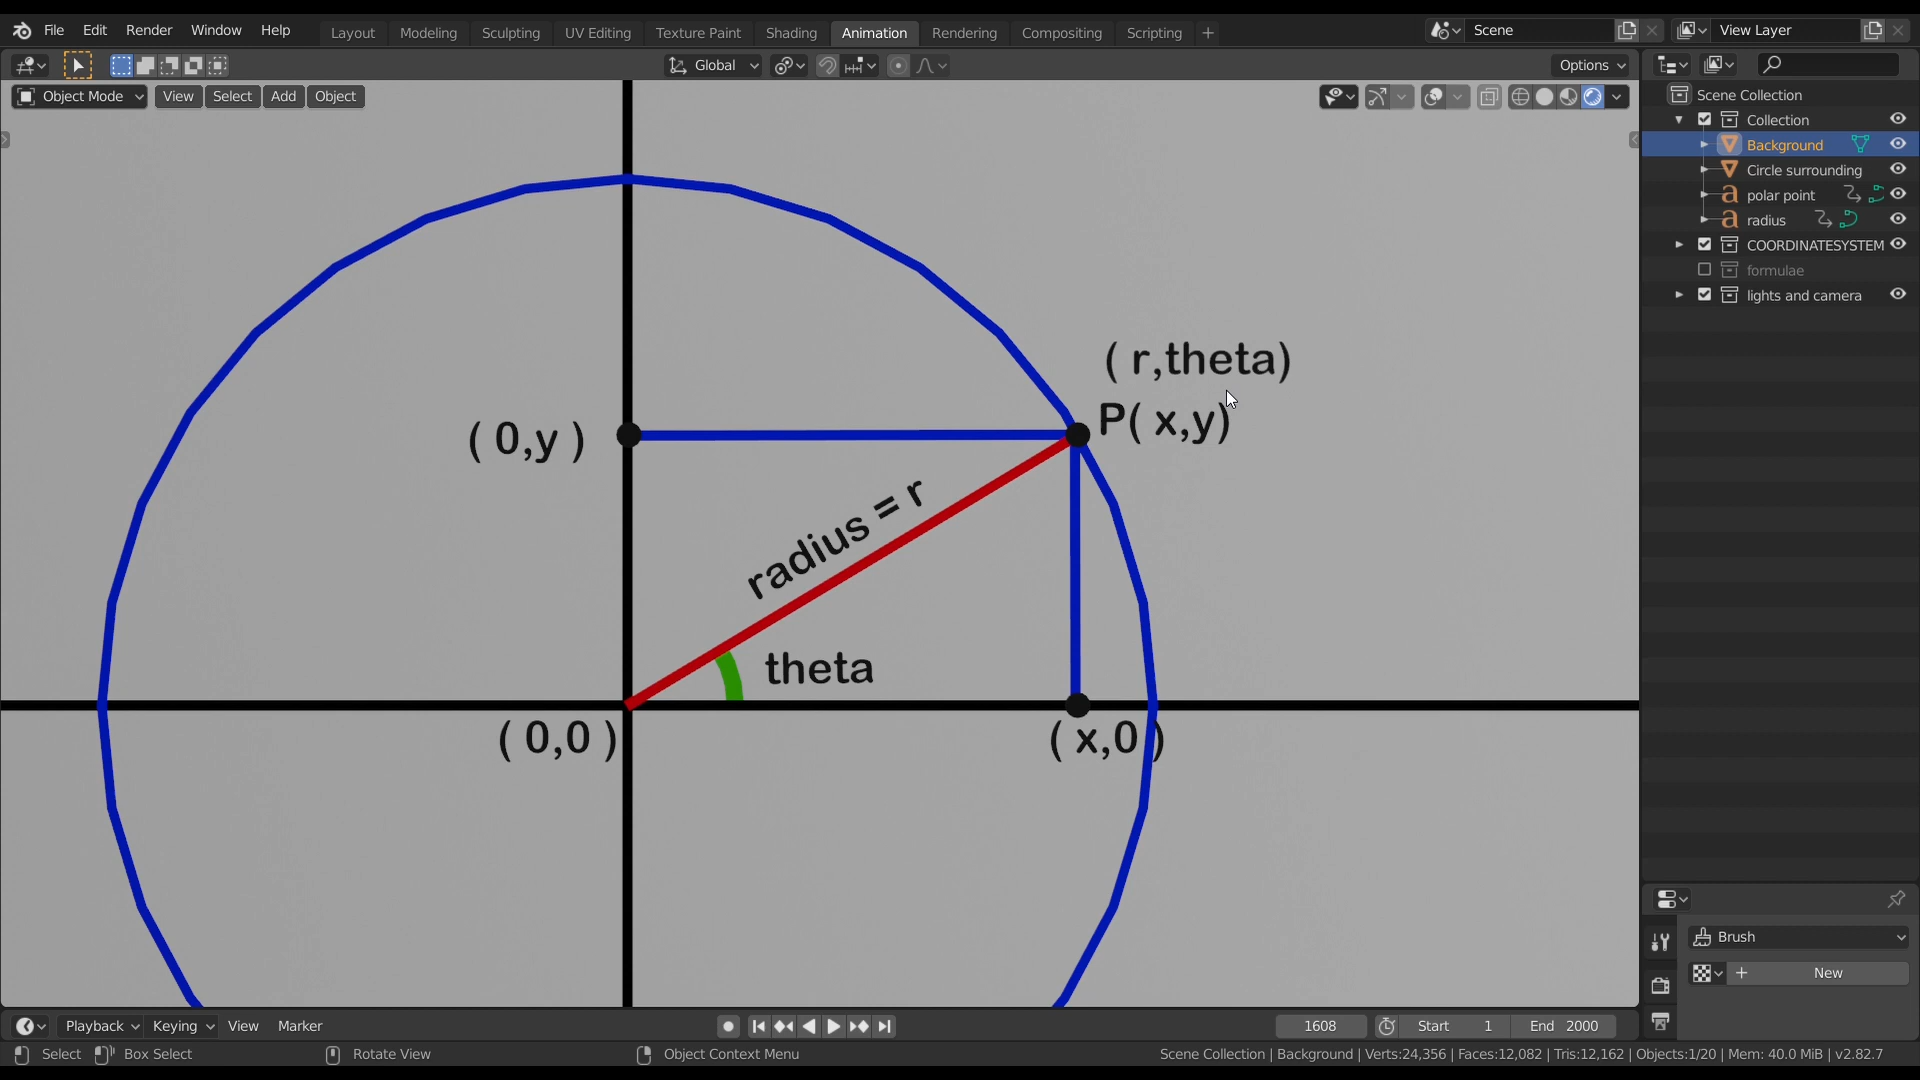 File Edit Render Window Help Layout Modeling Sculpting UV Editing Texture Paint Shading Animation Rendering Compositing Scripting + Scene View Layer
Global Options
Object Mode View Select Add Object
Scene Collection
Collection
Background
Circle surrounding
polar point
radius
COORDINATESYSTEM
formulae
lights and camera
( r,theta)
P( x,y)
( 0,y )
radius = r
theta
( 0,0 )
( x,0 )
Brush
+ New
Playback Keying View Marker 1608 Start 1 End 2000
Select Box Select Rotate View Object Context Menu Scene Collection | Background | Verts:24,356 | Faces:12,082 | Tris:12,162 | Objects:1/20 | Mem: 40.0 MiB | v2.82.7